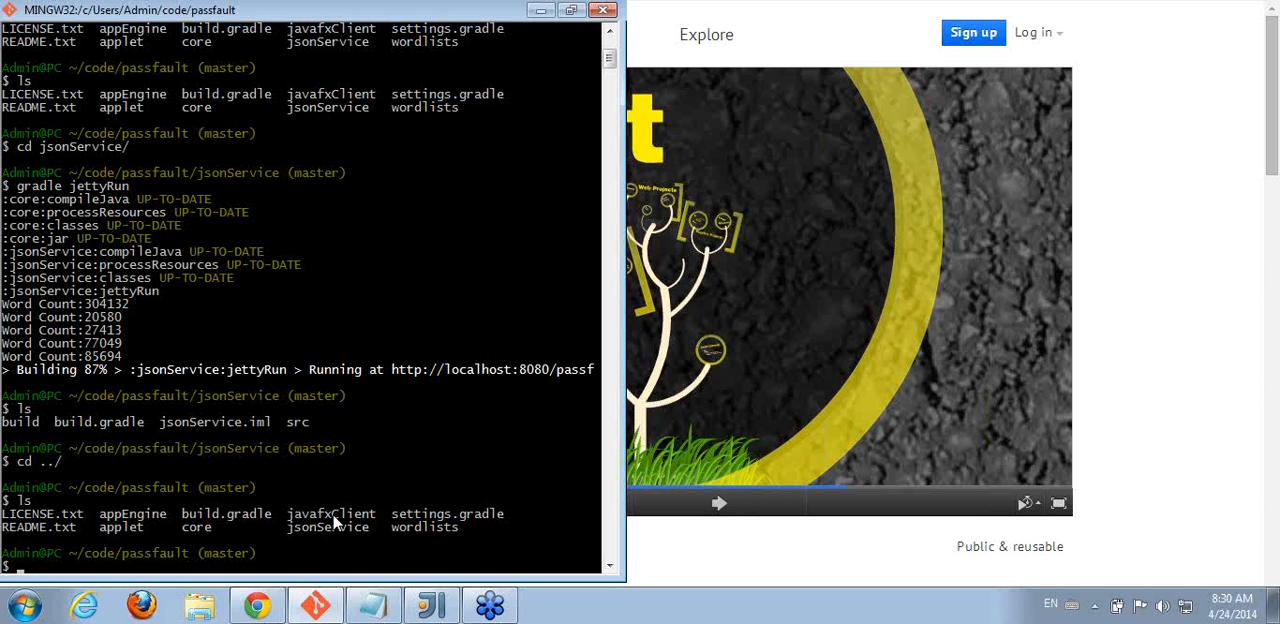 MINGW32:/c/Users/Admin/code/passfault
LICENSE.txt  appEngine  build.gradle  javafxClient  settings.gradle
README.txt   applet     core          jsonService   wordlists
Admin@PC ~/code/passfault (master)
$ ls
LICENSE.txt  appEngine  build.gradle  javafxClient  settings.gradle
README.txt   applet     core          jsonService   wordlists
Admin@PC ~/code/passfault (master)
$ cd jsonService/
Admin@PC ~/code/passfault/jsonService (master)
$ gradle jettyRun
:core:compileJava UP-TO-DATE
:core:processResources UP-TO-DATE
:core:classes UP-TO-DATE
:core:jar UP-TO-DATE
:jsonService:compileJava UP-TO-DATE
:jsonService:processResources UP-TO-DATE
:jsonService:classes UP-TO-DATE
:jsonService:jettyRun
Word Count:304132
Word Count:20580
Word Count:27413
Word Count:77049
Word Count:85694
> Building 87% > :jsonService:jettyRun > Running at http://localhost:8080/passf
Admin@PC ~/code/passfault/jsonService (master)
$ ls
build  build.gradle  jsonService.iml  src
Admin@PC ~/code/passfault/jsonService (master)
$ cd ../
Admin@PC ~/code/passfault (master)
$ ls
LICENSE.txt  appEngine  build.gradle  javafxClient  settings.gradle
README.txt   applet     core          jsonService   wordlists
Admin@PC ~/code/passfault (master)
$
Explore
Sign up
Log in
t
Web Projects
Public & reusable
EN
8:30 AM
4/24/2014